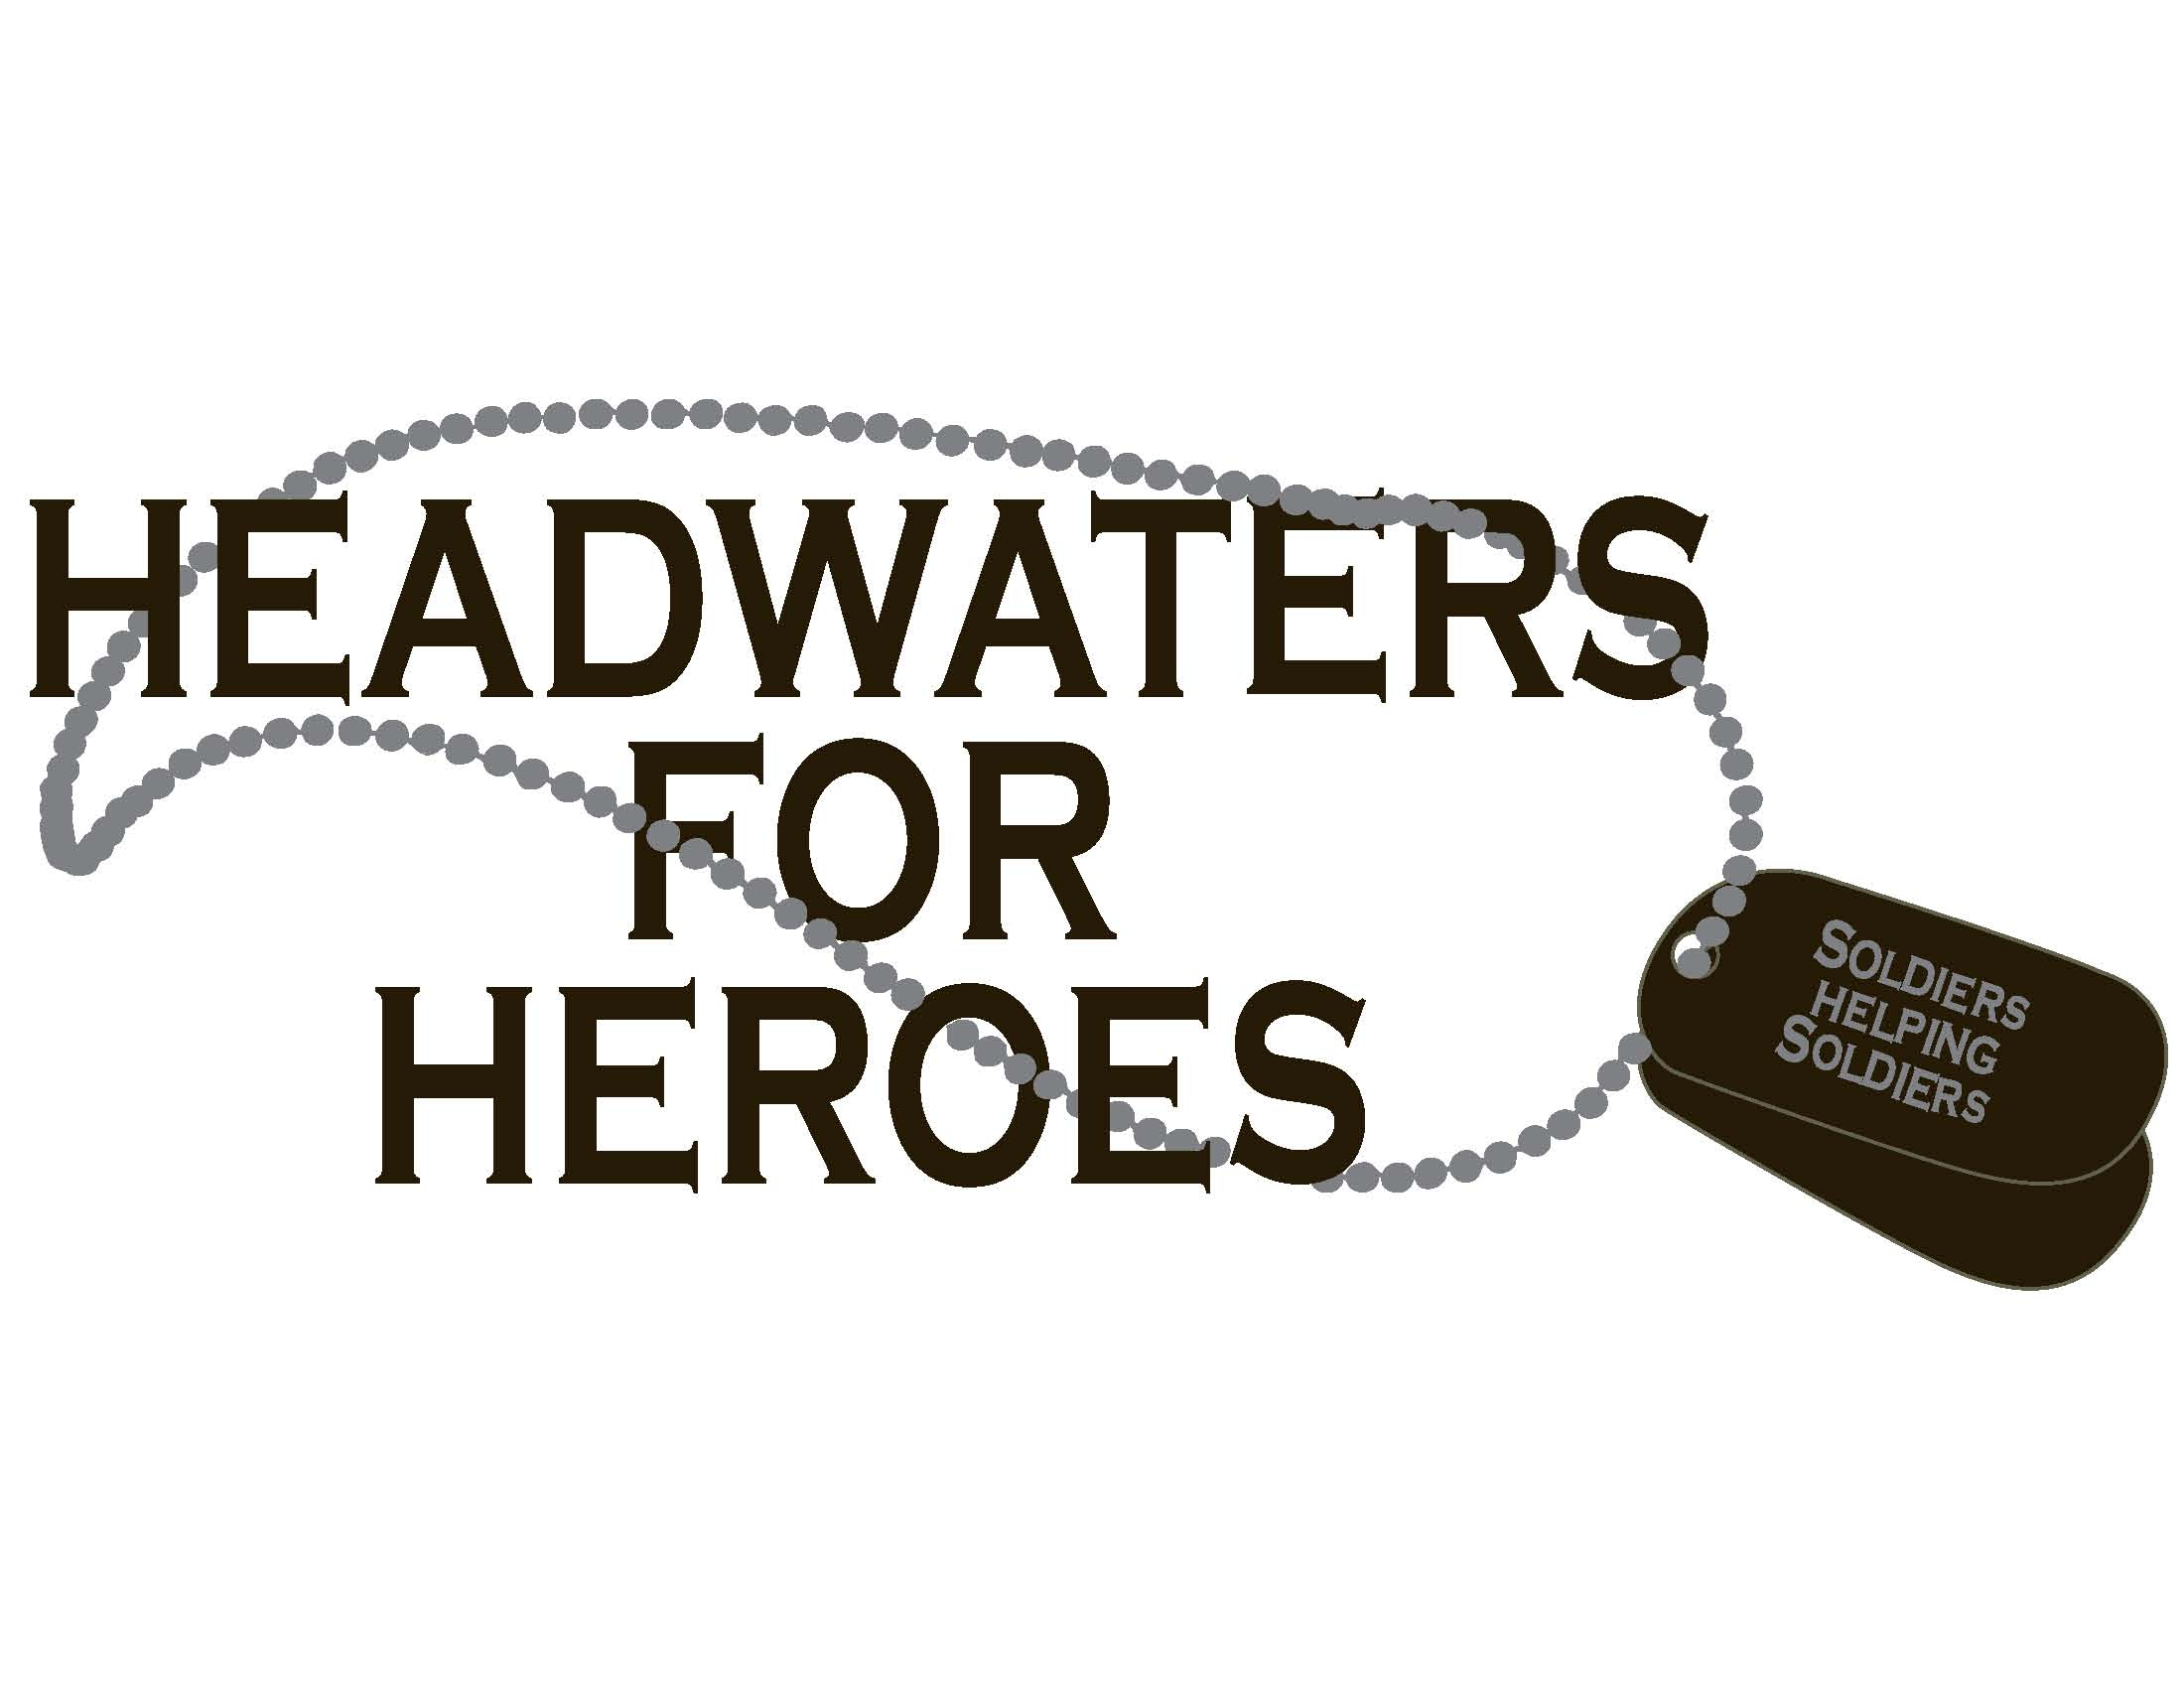 HEADWATERS
FOR
HEROES
SOLDIERS
HELPING
SOLDIERS